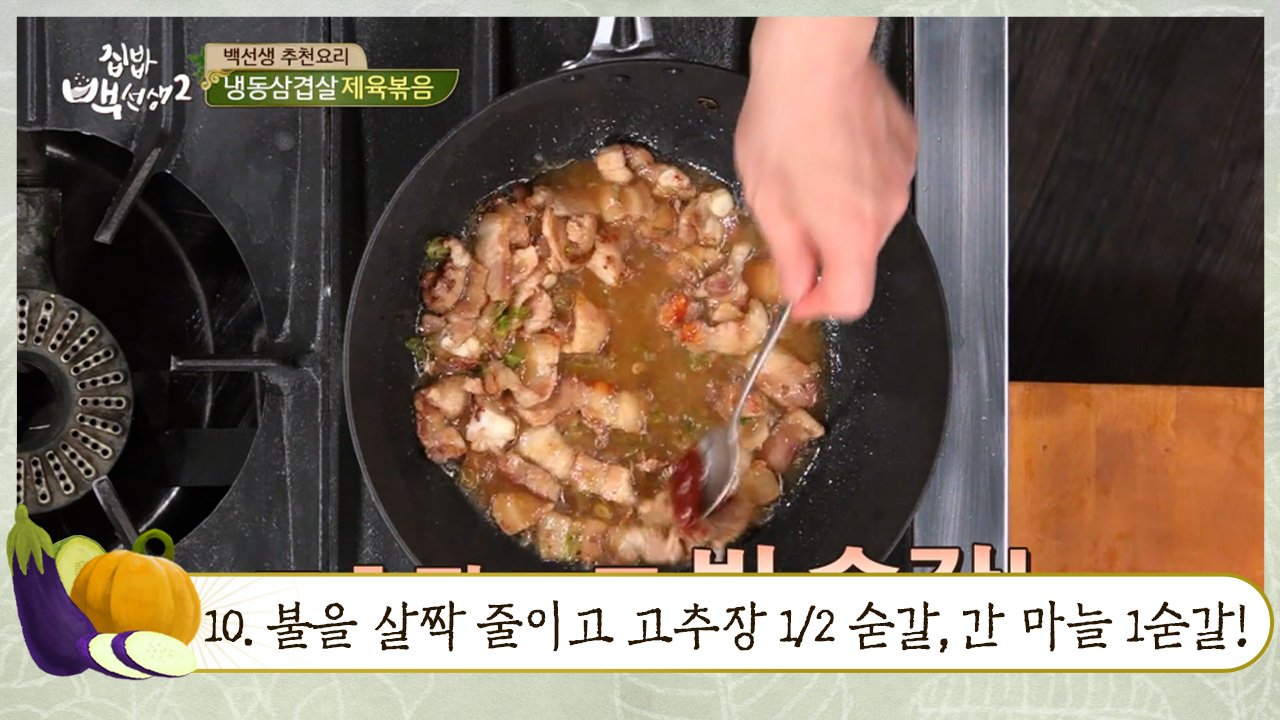 집밥
백선생2
백선생 추천요리
냉동삼겹살 제육볶음
10. 불을 살짝 줄이고 고추장 1/2 숟갈, 간 마늘 1숟갈!